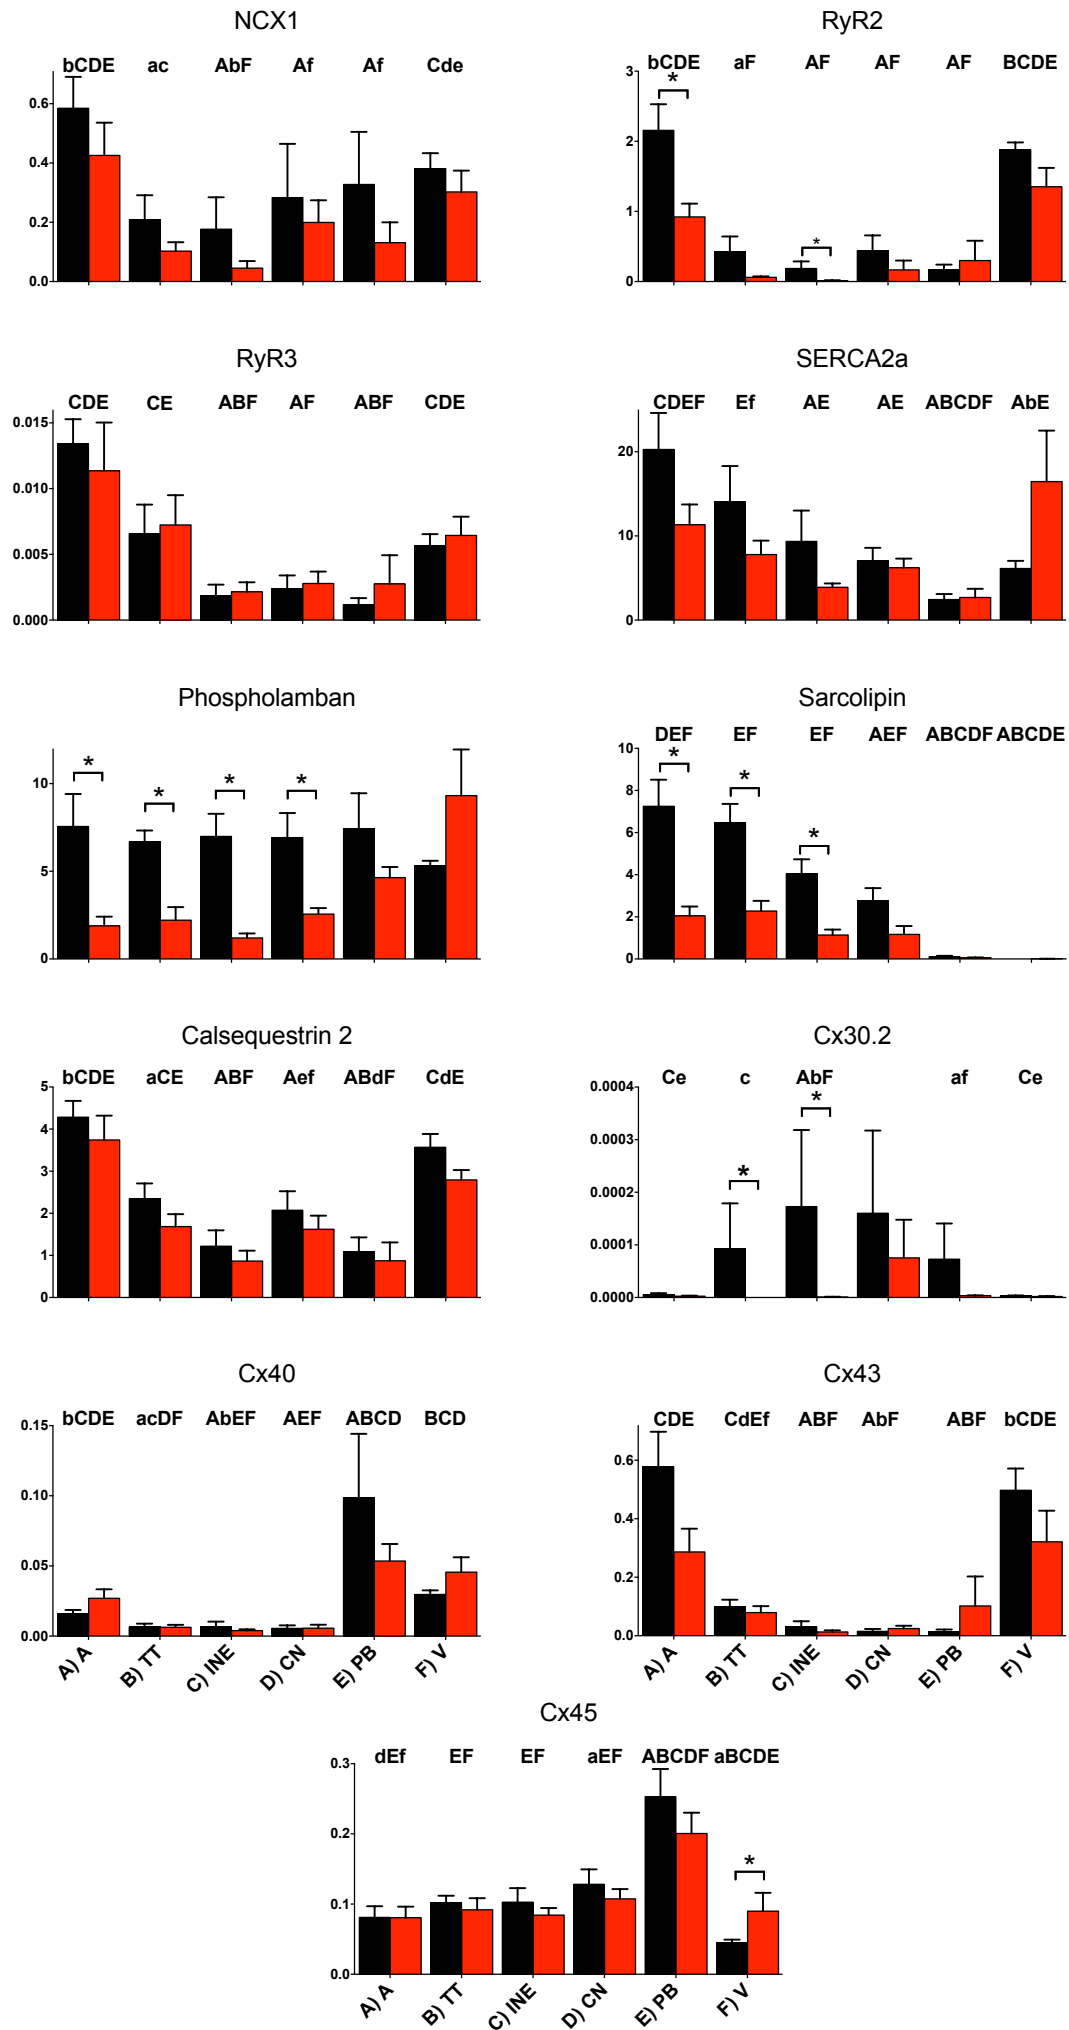 NCX1
bCDE ac AbF Af Af Cde
0.6
0.4
0.2
0.0
RyR2
bCDE aF AF AF AF BCDE
3
* 
2
1
*
0
RyR3
CDE CE ABF AF ABF CDE
0.015
0.010
0.005
0.000
SERCA2a
CDEF Ef AE AE ABCDF AbE
20
10
0
Phospholamban
* * * *
10
5
0
Sarcolipin
DEF EF EF AEF ABCDF ABCDE
10
* * *
8
6
4
2
0
Calsequestrin 2
bCDE aCE ABF Aef ABdF CdE
5
4
3
2
1
0
Cx30.2
Ce c AbF af Ce
0.0004
* *
0.0003
0.0002
0.0001
0.0000
Cx40
bCDE acDF AbEF AEF ABCD BCD
0.15
0.10
0.05
0.00
A) A B) TT C) INE D) CN E) PB F) V
Cx43
CDE CdEf ABF AbF ABF bCDE
0.6
0.4
0.2
0.0
A) A B) TT C) INE D) CN E) PB F) V
Cx45
dEf EF EF aEF ABCDF aBCDE
0.3
0.2
*
0.1
0.0
A) A B) TT C) INE D) CN E) PB F) V